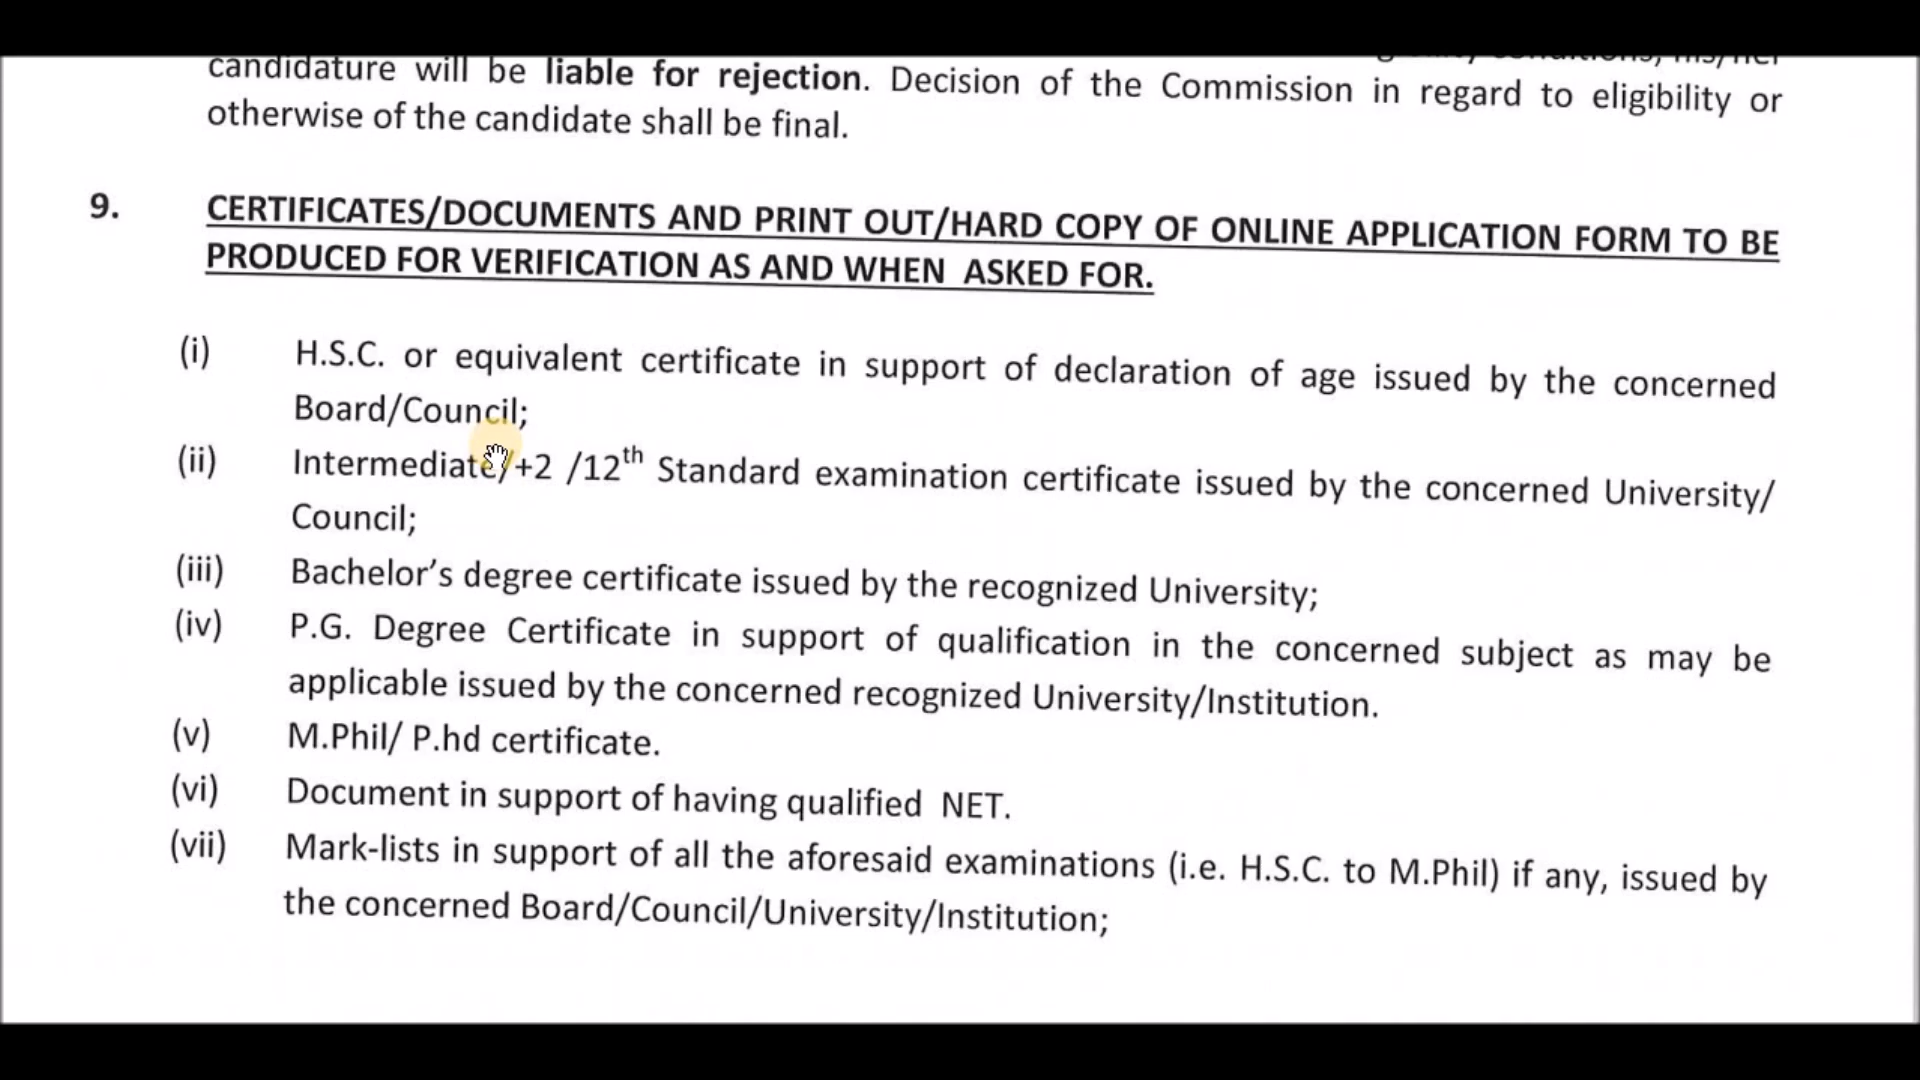 candidature will be liable for rejection. Decision of the Commission in regard to eligibility or
otherwise of the candidate shall be final.
9. CERTIFICATES/DOCUMENTS AND PRINT OUT/HARD COPY OF ONLINE APPLICATION FORM TO BE
PRODUCED FOR VERIFICATION AS AND WHEN ASKED FOR.
(i) H.S.C. or equivalent certificate in support of declaration of age issued by the concerned
Board/Council;
(ii) Intermediate/+2 /12th Standard examination certificate issued by the concerned University/
Council;
(iii) Bachelor's degree certificate issued by the recognized University;
(iv) P.G. Degree Certificate in support of qualification in the concerned subject as may be
applicable issued by the concerned recognized University/Institution.
(v) M.Phil/ P.hd certificate.
(vi) Document in support of having qualified NET.
(vii) Mark-lists in support of all the aforesaid examinations (i.e. H.S.C. to M.Phil) if any, issued by
the concerned Board/Council/University/Institution;